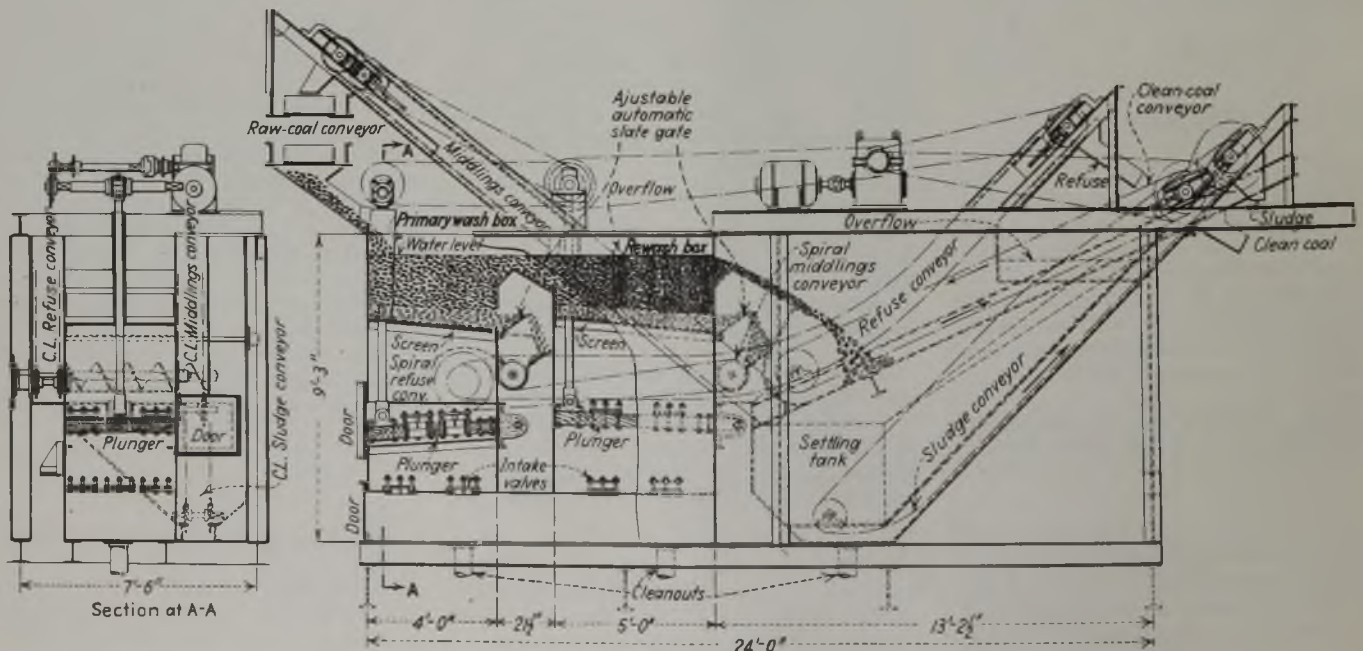 Raw-coal conveyor
A
Middlings conveyor
Ajustable
automatic
slate gate
Overflow
Clean-coal
conveyor
Refuse
Overflow
Sludge
Clean coal
Primary wash box
Water level
Rewash box
Spiral
middlings
conveyor
Refuse conveyor
Sludge conveyor
C.L. Refuse conveyor
C.L. Middlings conveyor
C.L. Sludge conveyor
Plunger
Door
9'-3"
Door
Door
Screen
Spiral
refuse
conv.
Screen
Plunger
Plunger
Intake
valves
Settling
tank
7'-6"
Section at A-A
A
Cleanouts
4'-0"
2½"
5'-0"
13'-2½"
24'-0"